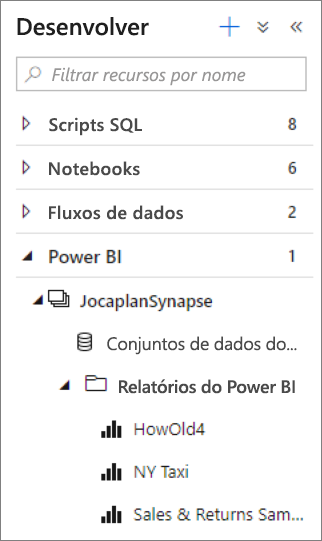 Desenvolver
Filtrar recursos por nome
Scripts SQL 8
Notebooks 6
Fluxos de dados 2
Power BI 1
JocaplanSynapse
Conjuntos de dados do...
Relatórios do Power BI
HowOld4
NY Taxi
Sales & Returns Sam...